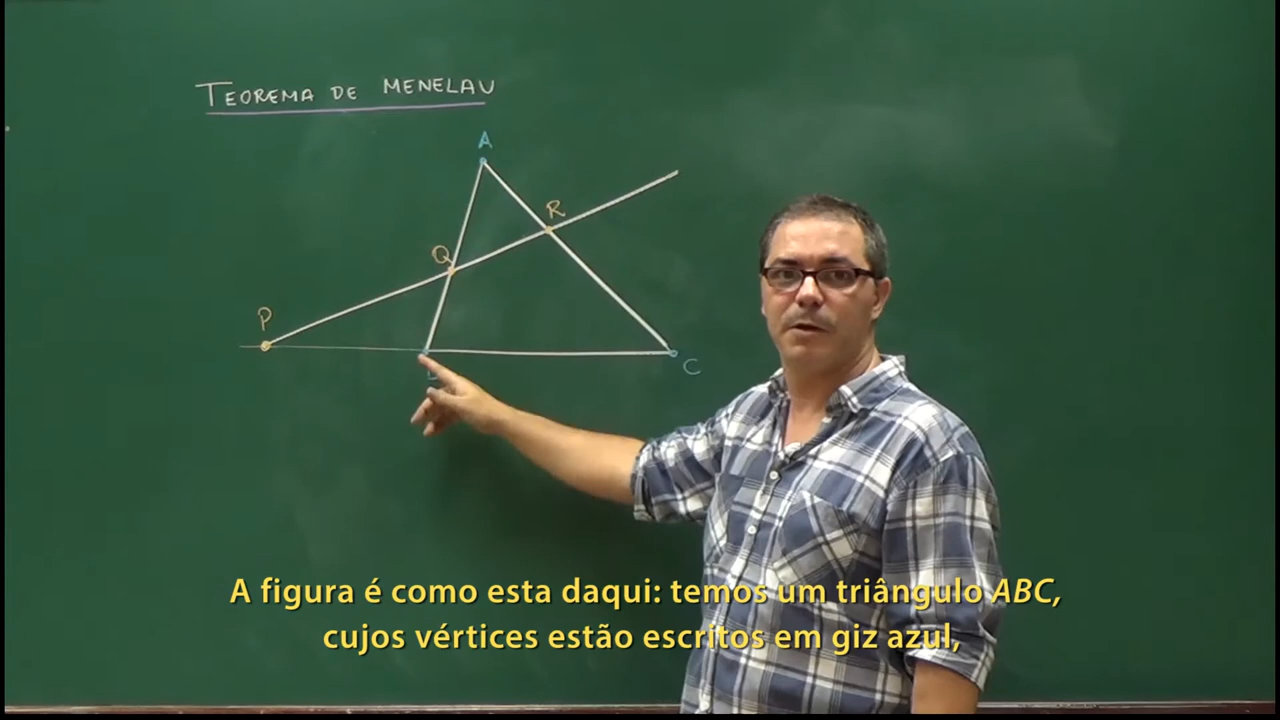 TEOREMA DE MENELAU
A
R
Q
P
C
A figura é como esta daqui: temos um triângulo ABC,
cujos vértices estão escritos em giz azul,